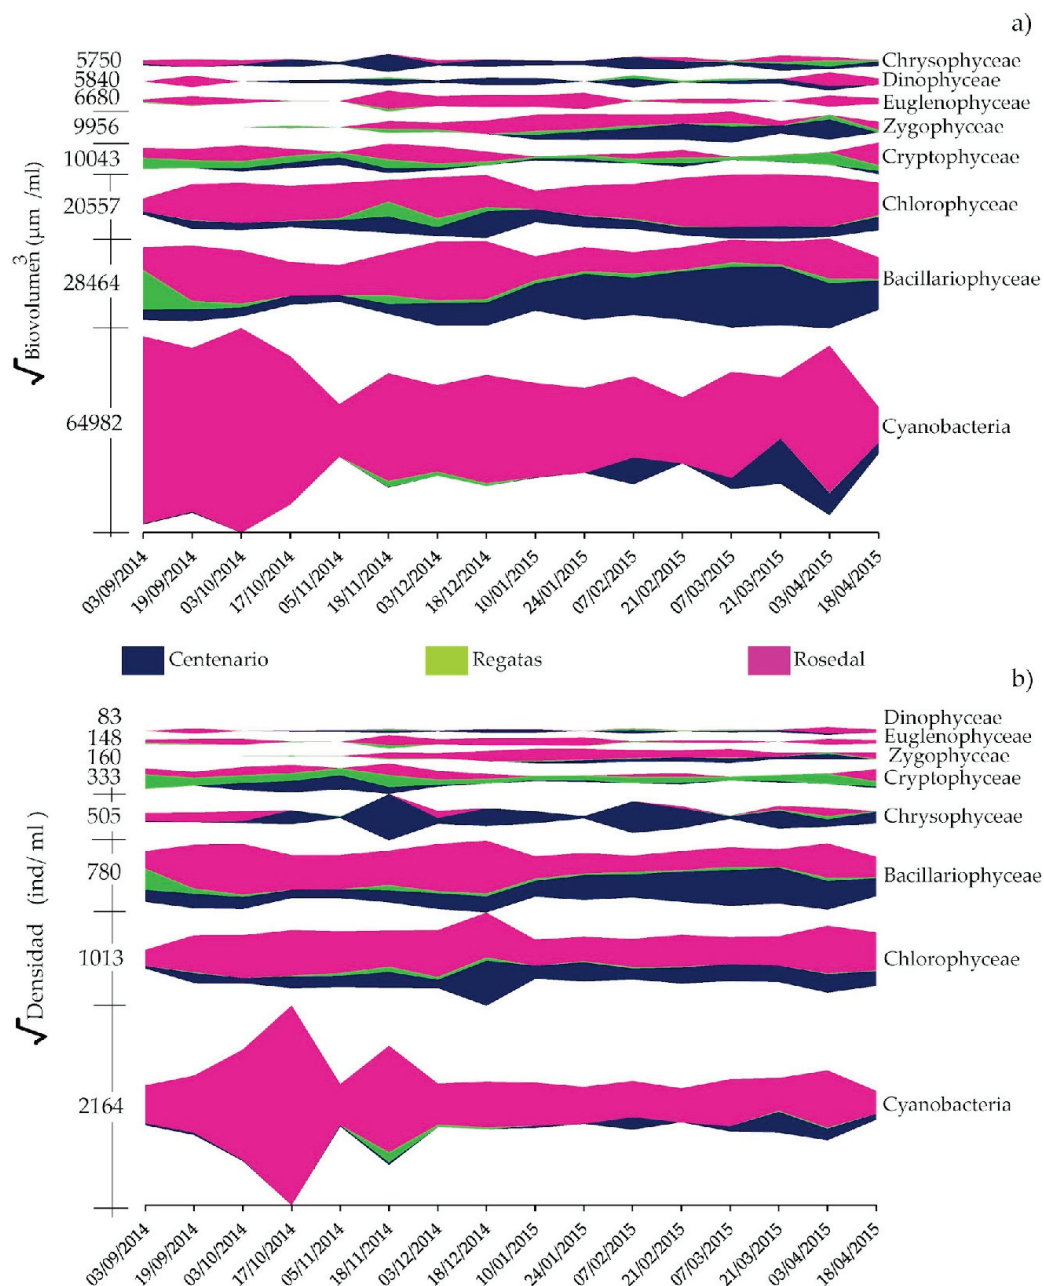 a)
5750 Chrysophyceae
5840 Dinophyceae
6680 Euglenophyceae
9956 Zygophyceae
10043 Cryptophyceae
20557 Chlorophyceae
28464 Bacillariophyceae
64982 Cyanobacteria
√Biovolumen (µm³/ml)
03/09/2014 19/09/2014 03/10/2014 17/10/2014 05/11/2014 18/11/2014 03/12/2014 18/12/2014 10/01/2015 24/01/2015 07/02/2015 21/02/2015 07/03/2015 21/03/2015 03/04/2015 18/04/2015
Centenario Regatas Rosedal
b)
83 Dinophyceae
148 Euglenophyceae
160 Zygophyceae
333 Cryptophyceae
505 Chrysophyceae
780 Bacillariophyceae
1013 Chlorophyceae
2164 Cyanobacteria
√Densidad (ind/ ml)
03/09/2014 19/09/2014 03/10/2014 17/10/2014 05/11/2014 18/11/2014 03/12/2014 18/12/2014 10/01/2015 24/01/2015 07/02/2015 21/02/2015 07/03/2015 21/03/2015 03/04/2015 18/04/2015